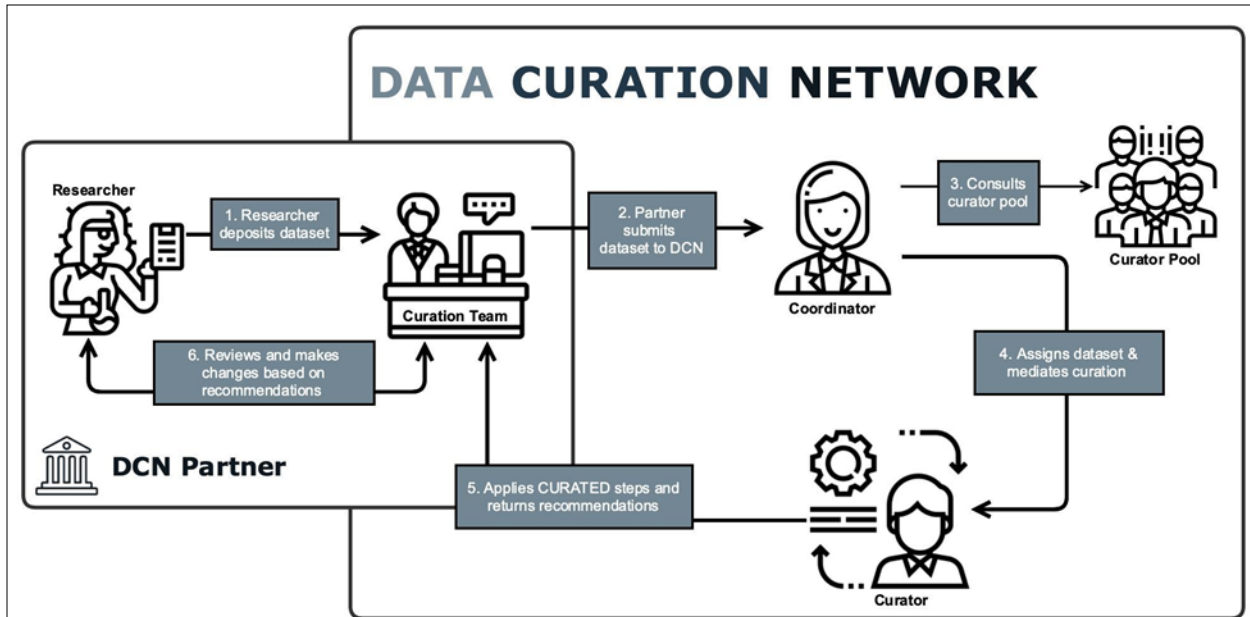 DATA CURATION NETWORK
Researcher
1. Researcher
deposits dataset
Curation Team
2. Partner
submits
dataset to DCN
Coordinator
3. Consults
curator pool
Curator Pool
4. Assigns dataset &
mediates curation
Curator
5. Applies CURATED steps and
returns recommendations
6. Reviews and makes
changes based on
recommendations
DCN Partner